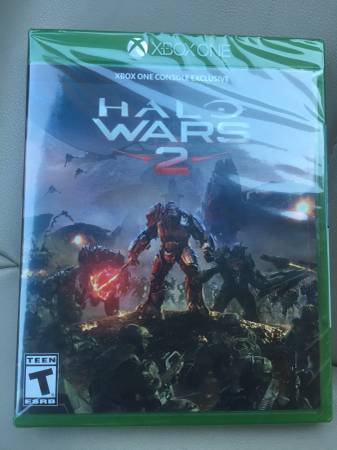 XBOX ONE
XBOX ONE CONSOLE EXCLUSIVE
HALO
WARS
2
TEEN
T
ESRB